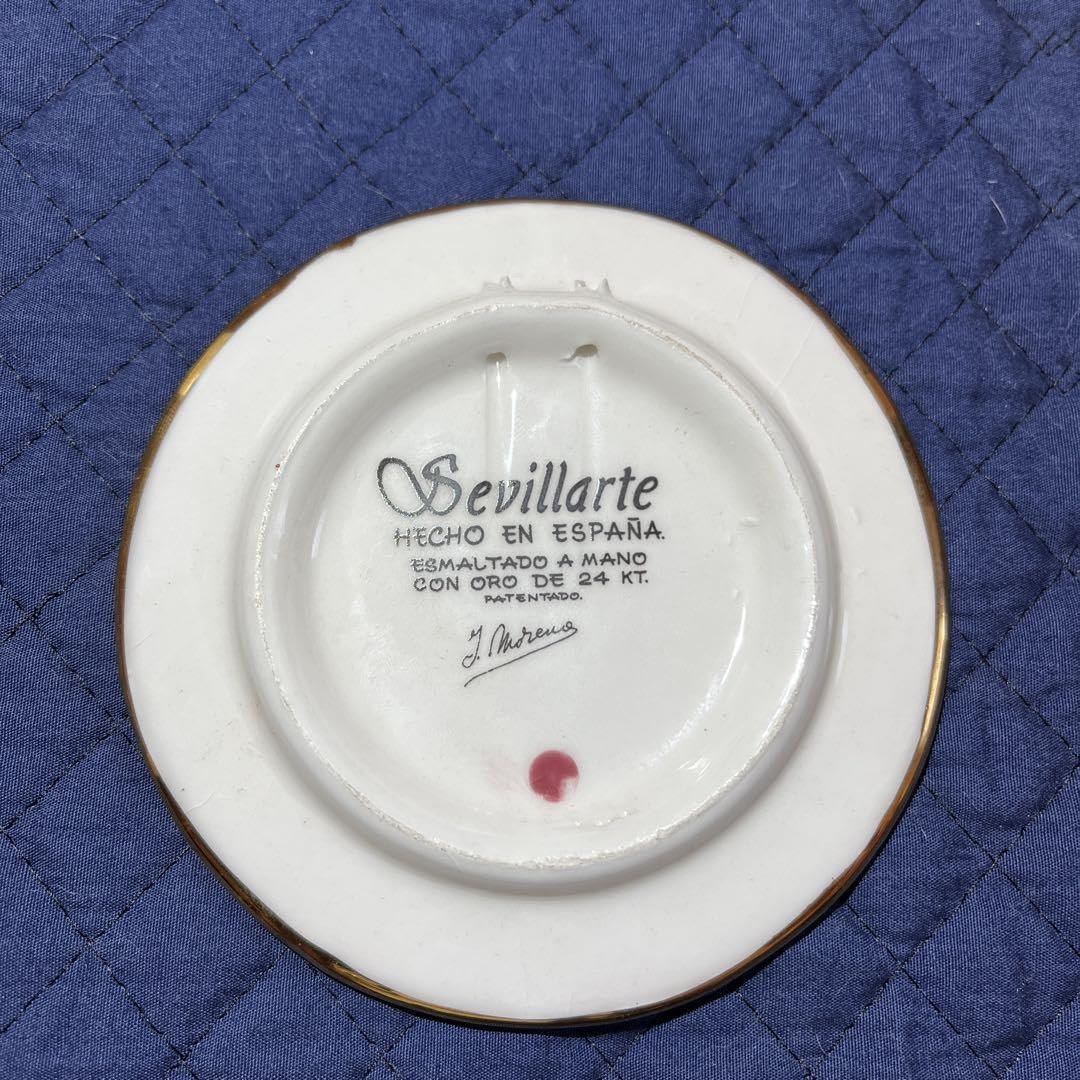 Sevillarte
HECHO EN ESPAÑA.
ESMALTADO A MANO
CON ORO DE 24 KT.
PATENTADO.
J. Moreno